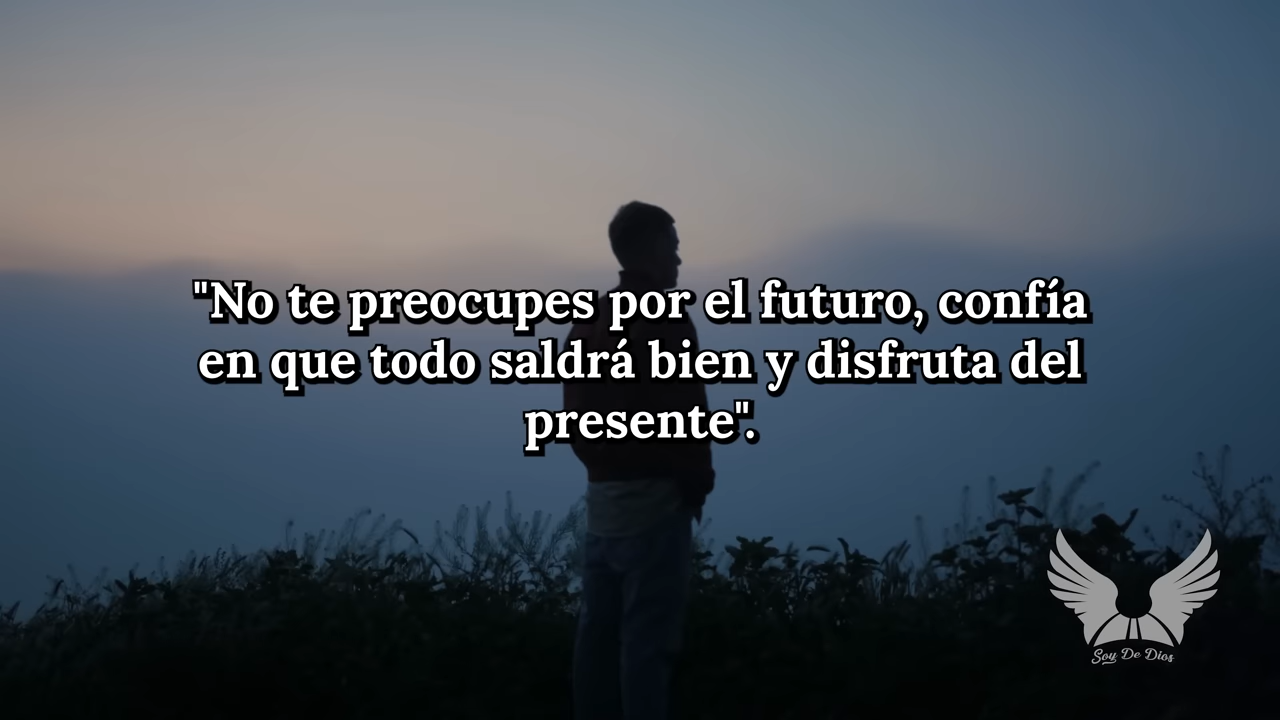 "No te preocupes por el futuro, confía
en que todo saldrá bien y disfruta del
presente".
Soy De Dios